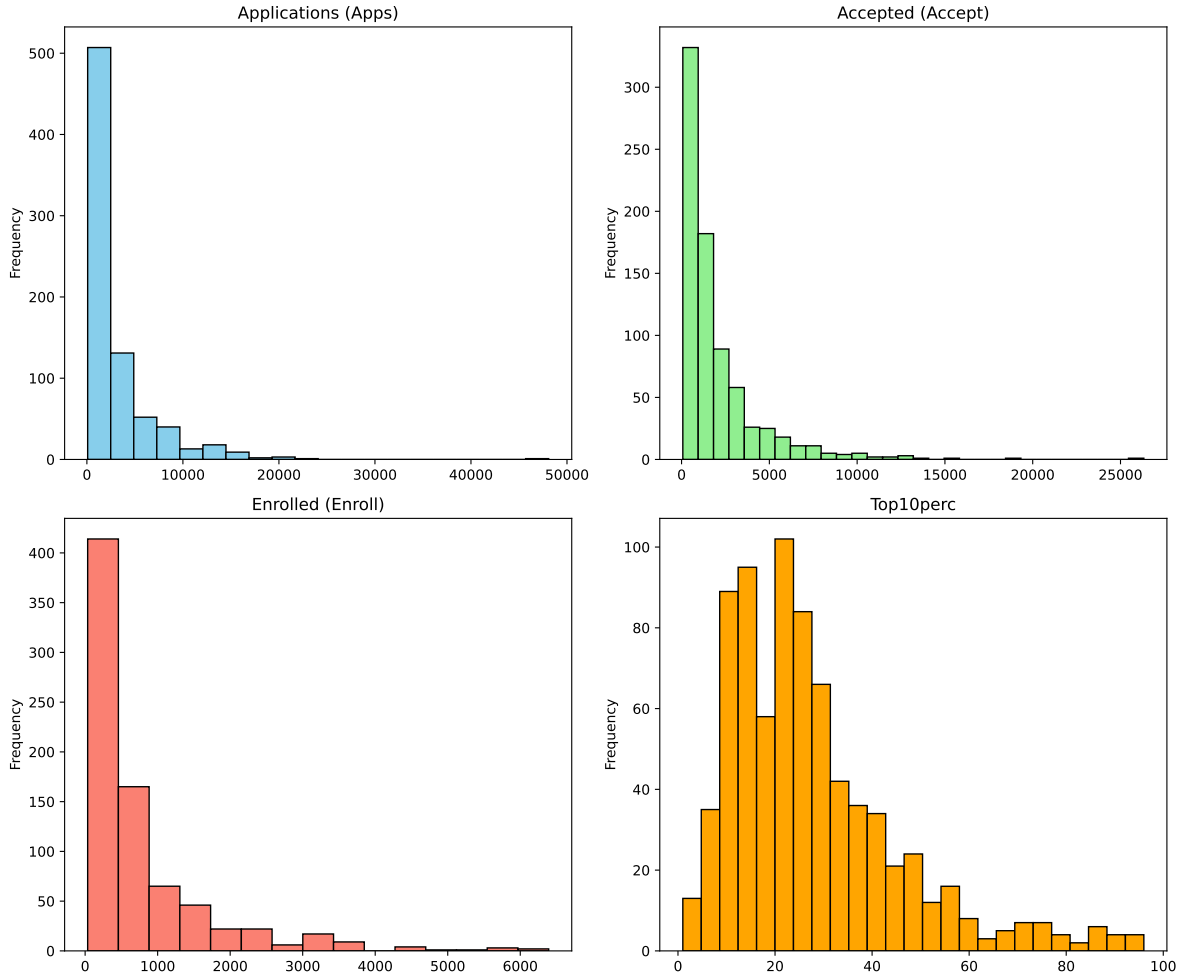 Applications (Apps)
Frequency
500
400
300
200
100
0
0 10000 20000 30000 40000 50000
Accepted (Accept)
Frequency
300
250
200
150
100
50
0
0 5000 10000 15000 20000 25000
Enrolled (Enroll)
Frequency
400
350
300
250
200
150
100
50
0
0 1000 2000 3000 4000 5000 6000
Top10perc
Frequency
100
80
60
40
20
0
0 20 40 60 80 100